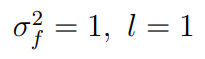 σ_f^2 = 1, l = 1